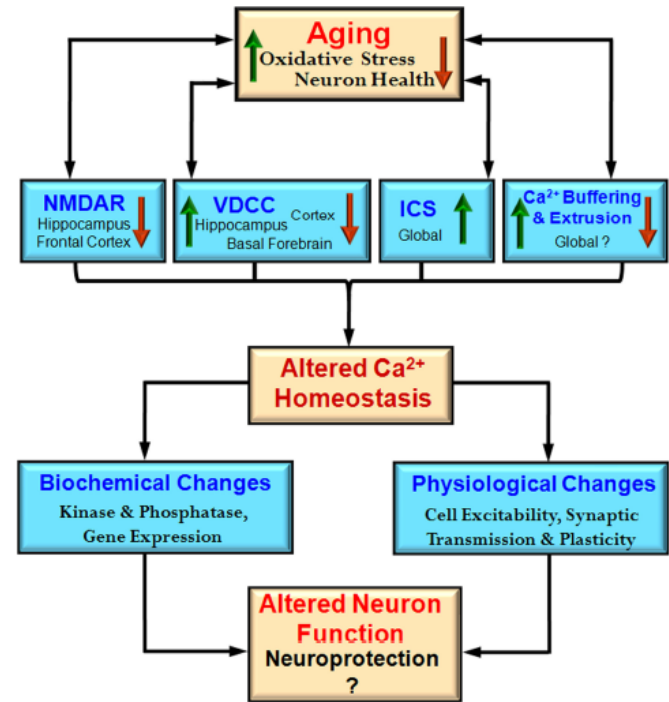 Aging
Oxidative Stress
Neuron Health
NMDAR
Hippocampus
Frontal Cortex
VDCC
Hippocampus Cortex
Basal Forebrain
ICS
Global
Ca²⁺ Buffering
& Extrusion
Global ?
Altered Ca²⁺
Homeostasis
Biochemical Changes
Kinase & Phosphatase,
Gene Expression
Physiological Changes
Cell Excitability, Synaptic
Transmission & Plasticity
Altered Neuron
Function
Neuroprotection
?